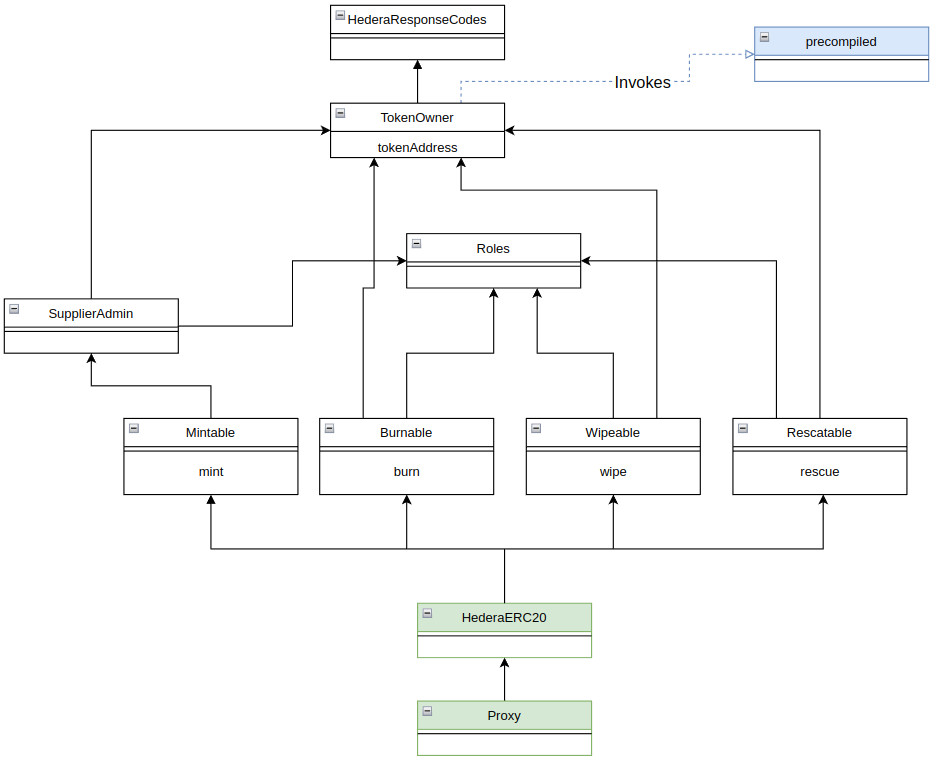 HederaResponseCodes
precompiled
Invokes
TokenOwner
tokenAddress
Roles
SupplierAdmin
Mintable
mint
Burnable
burn
Wipeable
wipe
Rescatable
rescue
HederaERC20
Proxy